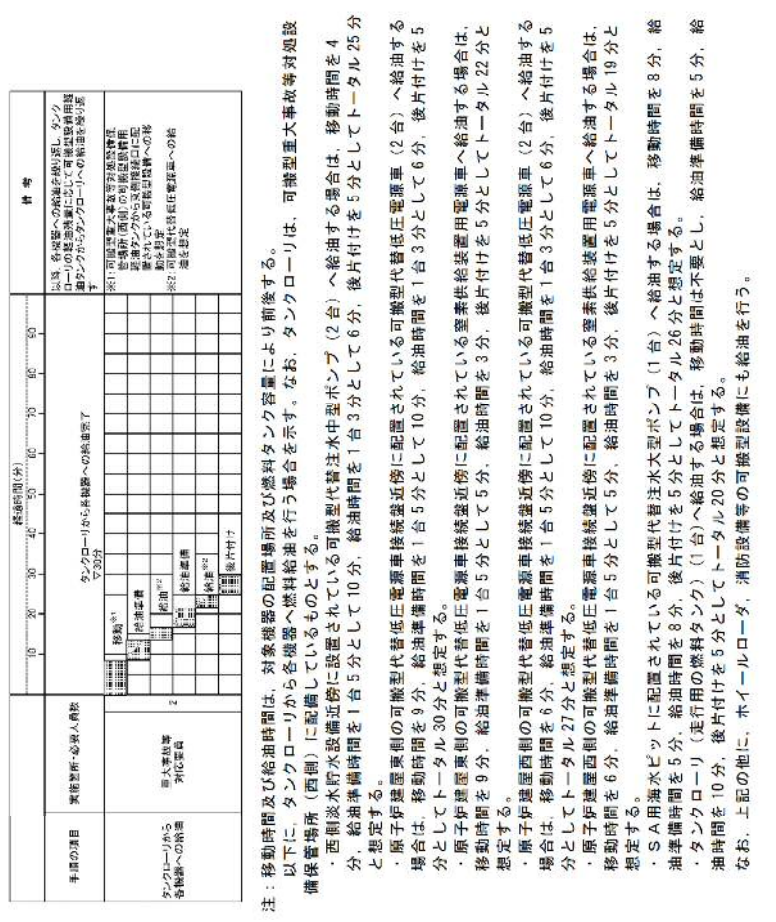 手順の項目
実施箇所・必要人員数
経過時間(分)
備考
10 20 30 40 50 60 70 80 90
タンクローリから各機器への給油完了
▽30分
以降,各機器への給油を繰り返し,タンク
ローリの軽油残量に応じて可搬型設備用軽
油タンクからタンクローリへの給油を繰り返
す
タンクローリから
各機器への給油
重大事故等
対応要員
2
移動※1
給油準備
給油※2
給油準備
給油※2
後片付け
※1:可搬型重大事故等対処設備保
管場所(西側)の可搬型設備用
軽油タンクから東側接続口に配
置されている可搬型設備への移
動を想定
※2:可搬型代替低圧電源車への給
油を想定
注:移動時間及び給油時間は,対象機器の配置場所及び燃料タンク容量により前後する。
以下に,タンクローリから各機器へ燃料給油を行う場合を示す。なお,タンクローリは,可搬型重大事故等対処設
備保管場所(西側)に配備しているものとする。
・西側淡水貯水設備近傍に設置されている可搬型代替注水中型ポンプ(2台)へ給油する場合は,移動時間を4
分,給油準備時間を1台5分として10分,給油時間を1台3分として6分,後片付けを5分としてトータル25分
と想定する。
・原子炉建屋東側の可搬型代替低圧電源車接続盤近傍に配置されている可搬型代替低圧電源車(2台)へ給油する
場合は,移動時間を9分,給油準備時間を1台5分として10分,給油時間を1台3分として6分,後片付けを5
分としてトータル30分と想定する。
・原子炉建屋東側の可搬型代替低圧電源車接続盤近傍に配置されている窒素供給装置用電源車へ給油する場合は,
移動時間を9分,給油準備時間を1台5分として5分,給油時間を3分,後片付けを5分としてトータル22分と
想定する。
・原子炉建屋西側の可搬型代替低圧電源車接続盤近傍に配置されている可搬型代替低圧電源車(2台)へ給油する
場合は,移動時間を6分,給油準備時間を1台5分として10分,給油時間を1台3分として6分,後片付けを5
分としてトータル27分と想定する。
・原子炉建屋西側の可搬型代替低圧電源車接続盤近傍に配置されている窒素供給装置用電源車へ給油する場合は,
移動時間を6分,給油準備時間を1台5分として5分,給油時間を3分,後片付けを5分としてトータル19分と
想定する。
・SA用海水ピットに配置されている可搬型代替注水大型ポンプ(1台)へ給油する場合は,移動時間を8分,給
油準備時間を5分,給油時間を8分,後片付けを5分としてトータル26分と想定する。
・タンクローリ(走行用の燃料タンク)(1台)へ給油する場合は,移動時間は不要とし,給油準備時間を5分,給
油時間を10分,後片付けを5分としてトータル20分と想定する。
なお,上記の他に,ホイールローダ,消防設備等の可搬型設備にも給油を行う。